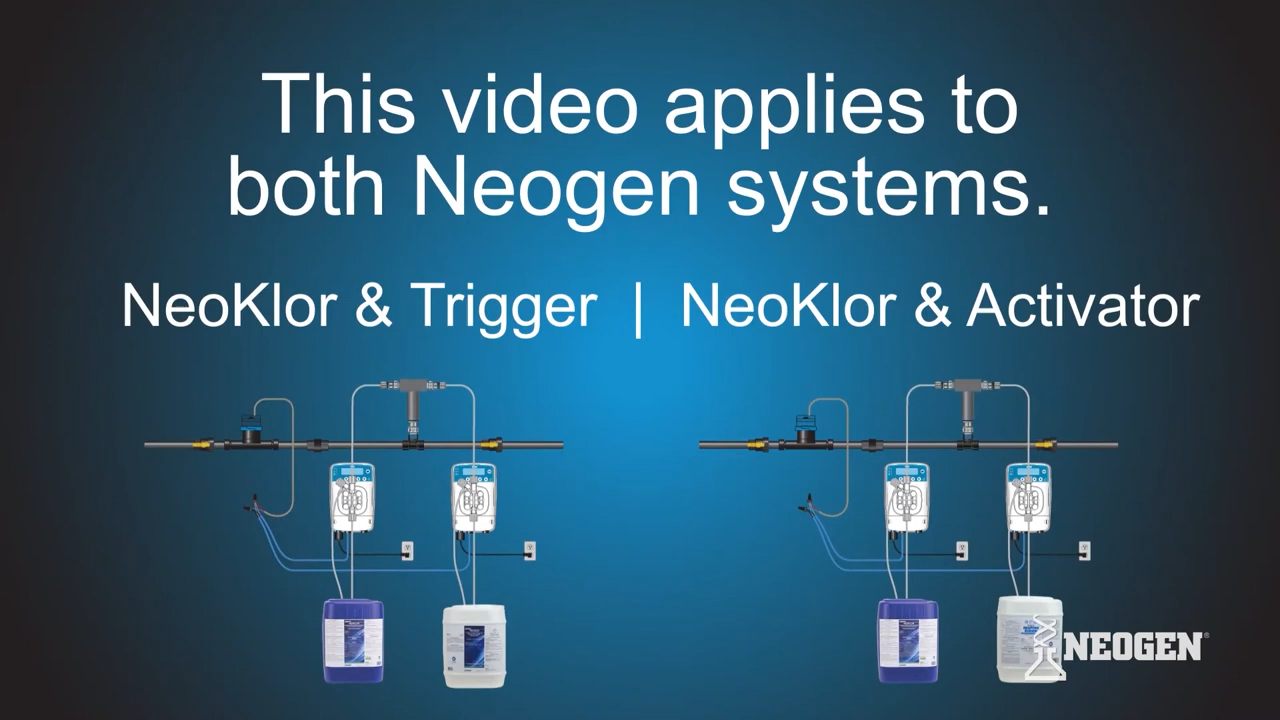 This video applies to
both Neogen systems.
NeoKlor & Trigger | NeoKlor & Activator
NEOGEN®